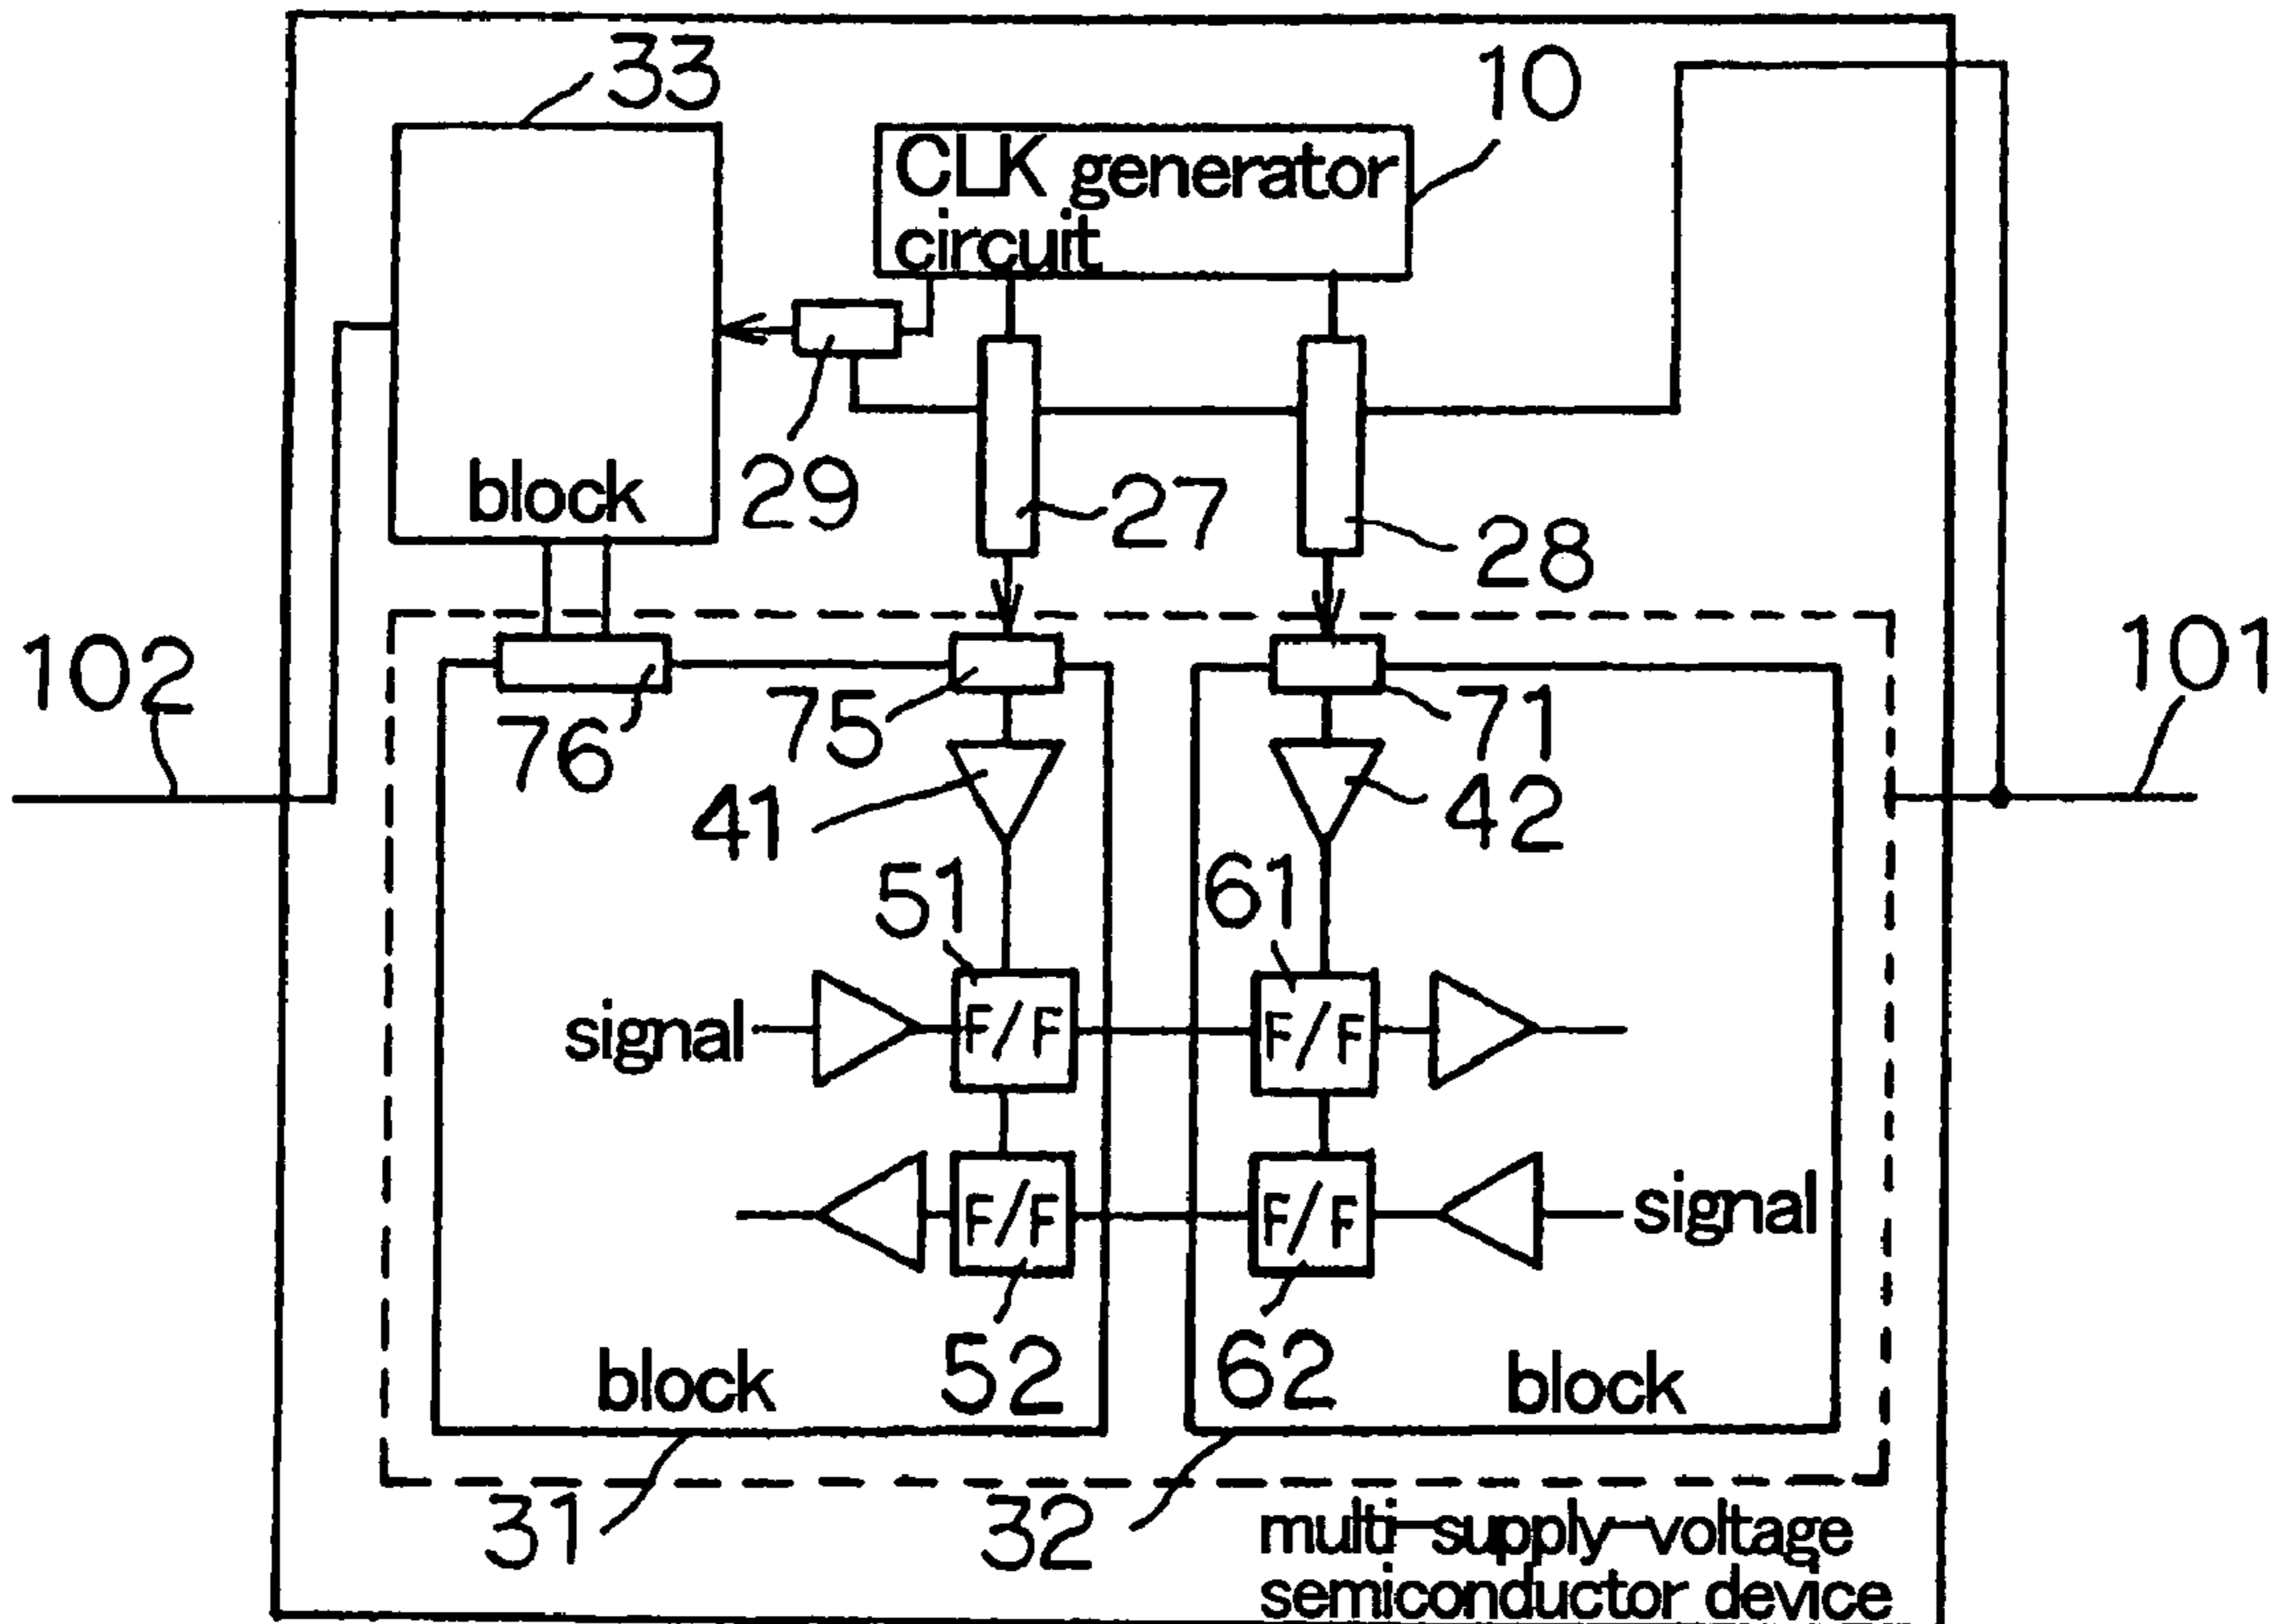 33
10
CLK generator
circuit
block
29
27
28
102
101
76
75
71
41
42
51
61
signal
F/F
F/F
F/F
F/F
signal
52
62
block
block
31
32
multi-supply-voltage
semiconductor device